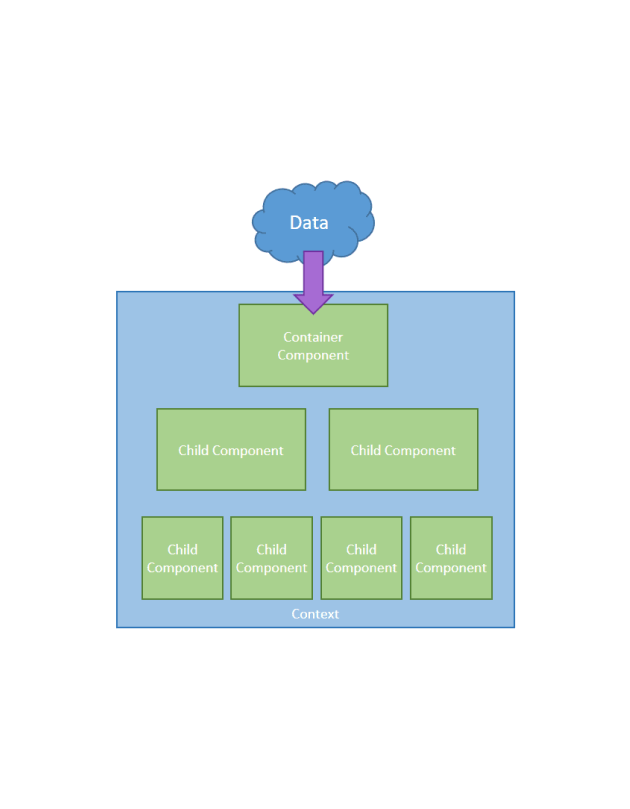 Data
Container
Component
Child Component
Child Component
Child
Component
Child
Component
Child
Component
Child
Component
Context